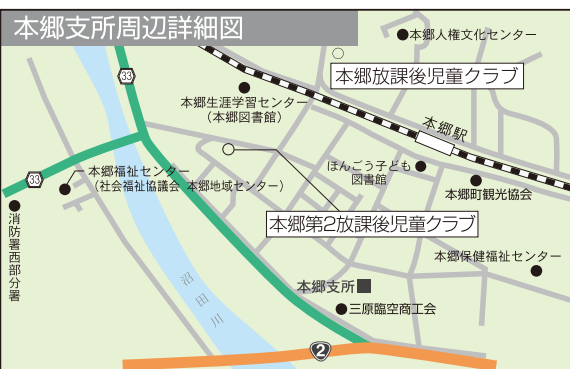 本郷支所周辺詳細図
本郷人権文化センター
33
本郷放課後児童クラブ
本郷生涯学習センター
(本郷図書館)
本郷駅
ほんごう子ども
図書館
33
本郷福祉センター
(社会福祉協議会 本郷地域センター)
本郷町観光協会
消防署西部分署
本郷第2放課後児童クラブ
本郷保健福祉センター
沼田川
本郷支所
三原臨空商工会
2